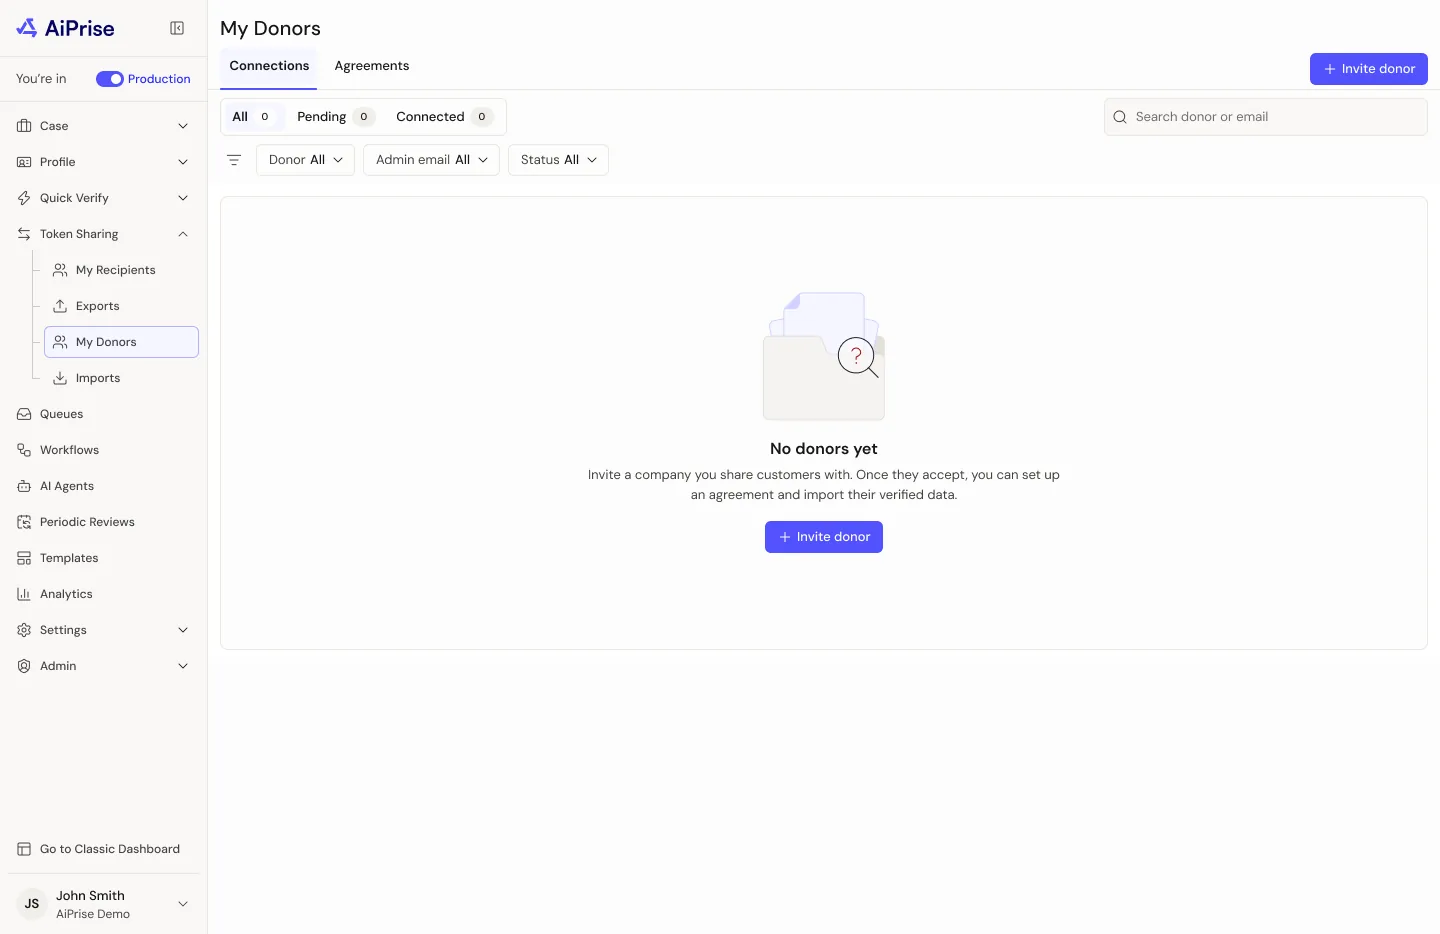 AiPrise
You're in
Production
Case
Profile
Quick Verify
Token Sharing
My Recipients
Exports
My Donors
Imports
Queues
Workflows
AI Agents
Periodic Reviews
Templates
Analytics
Settings
Admin
Go to Classic Dashboard
JS
John Smith
AiPrise Demo
My Donors
Connections
Agreements
Invite donor
All 0
Pending 0
Connected 0
Search donor or email
Donor All
Admin email All
Status All
?
No donors yet
Invite a company you share customers with. Once they accept, you can set up
an agreement and import their verified data.
Invite donor